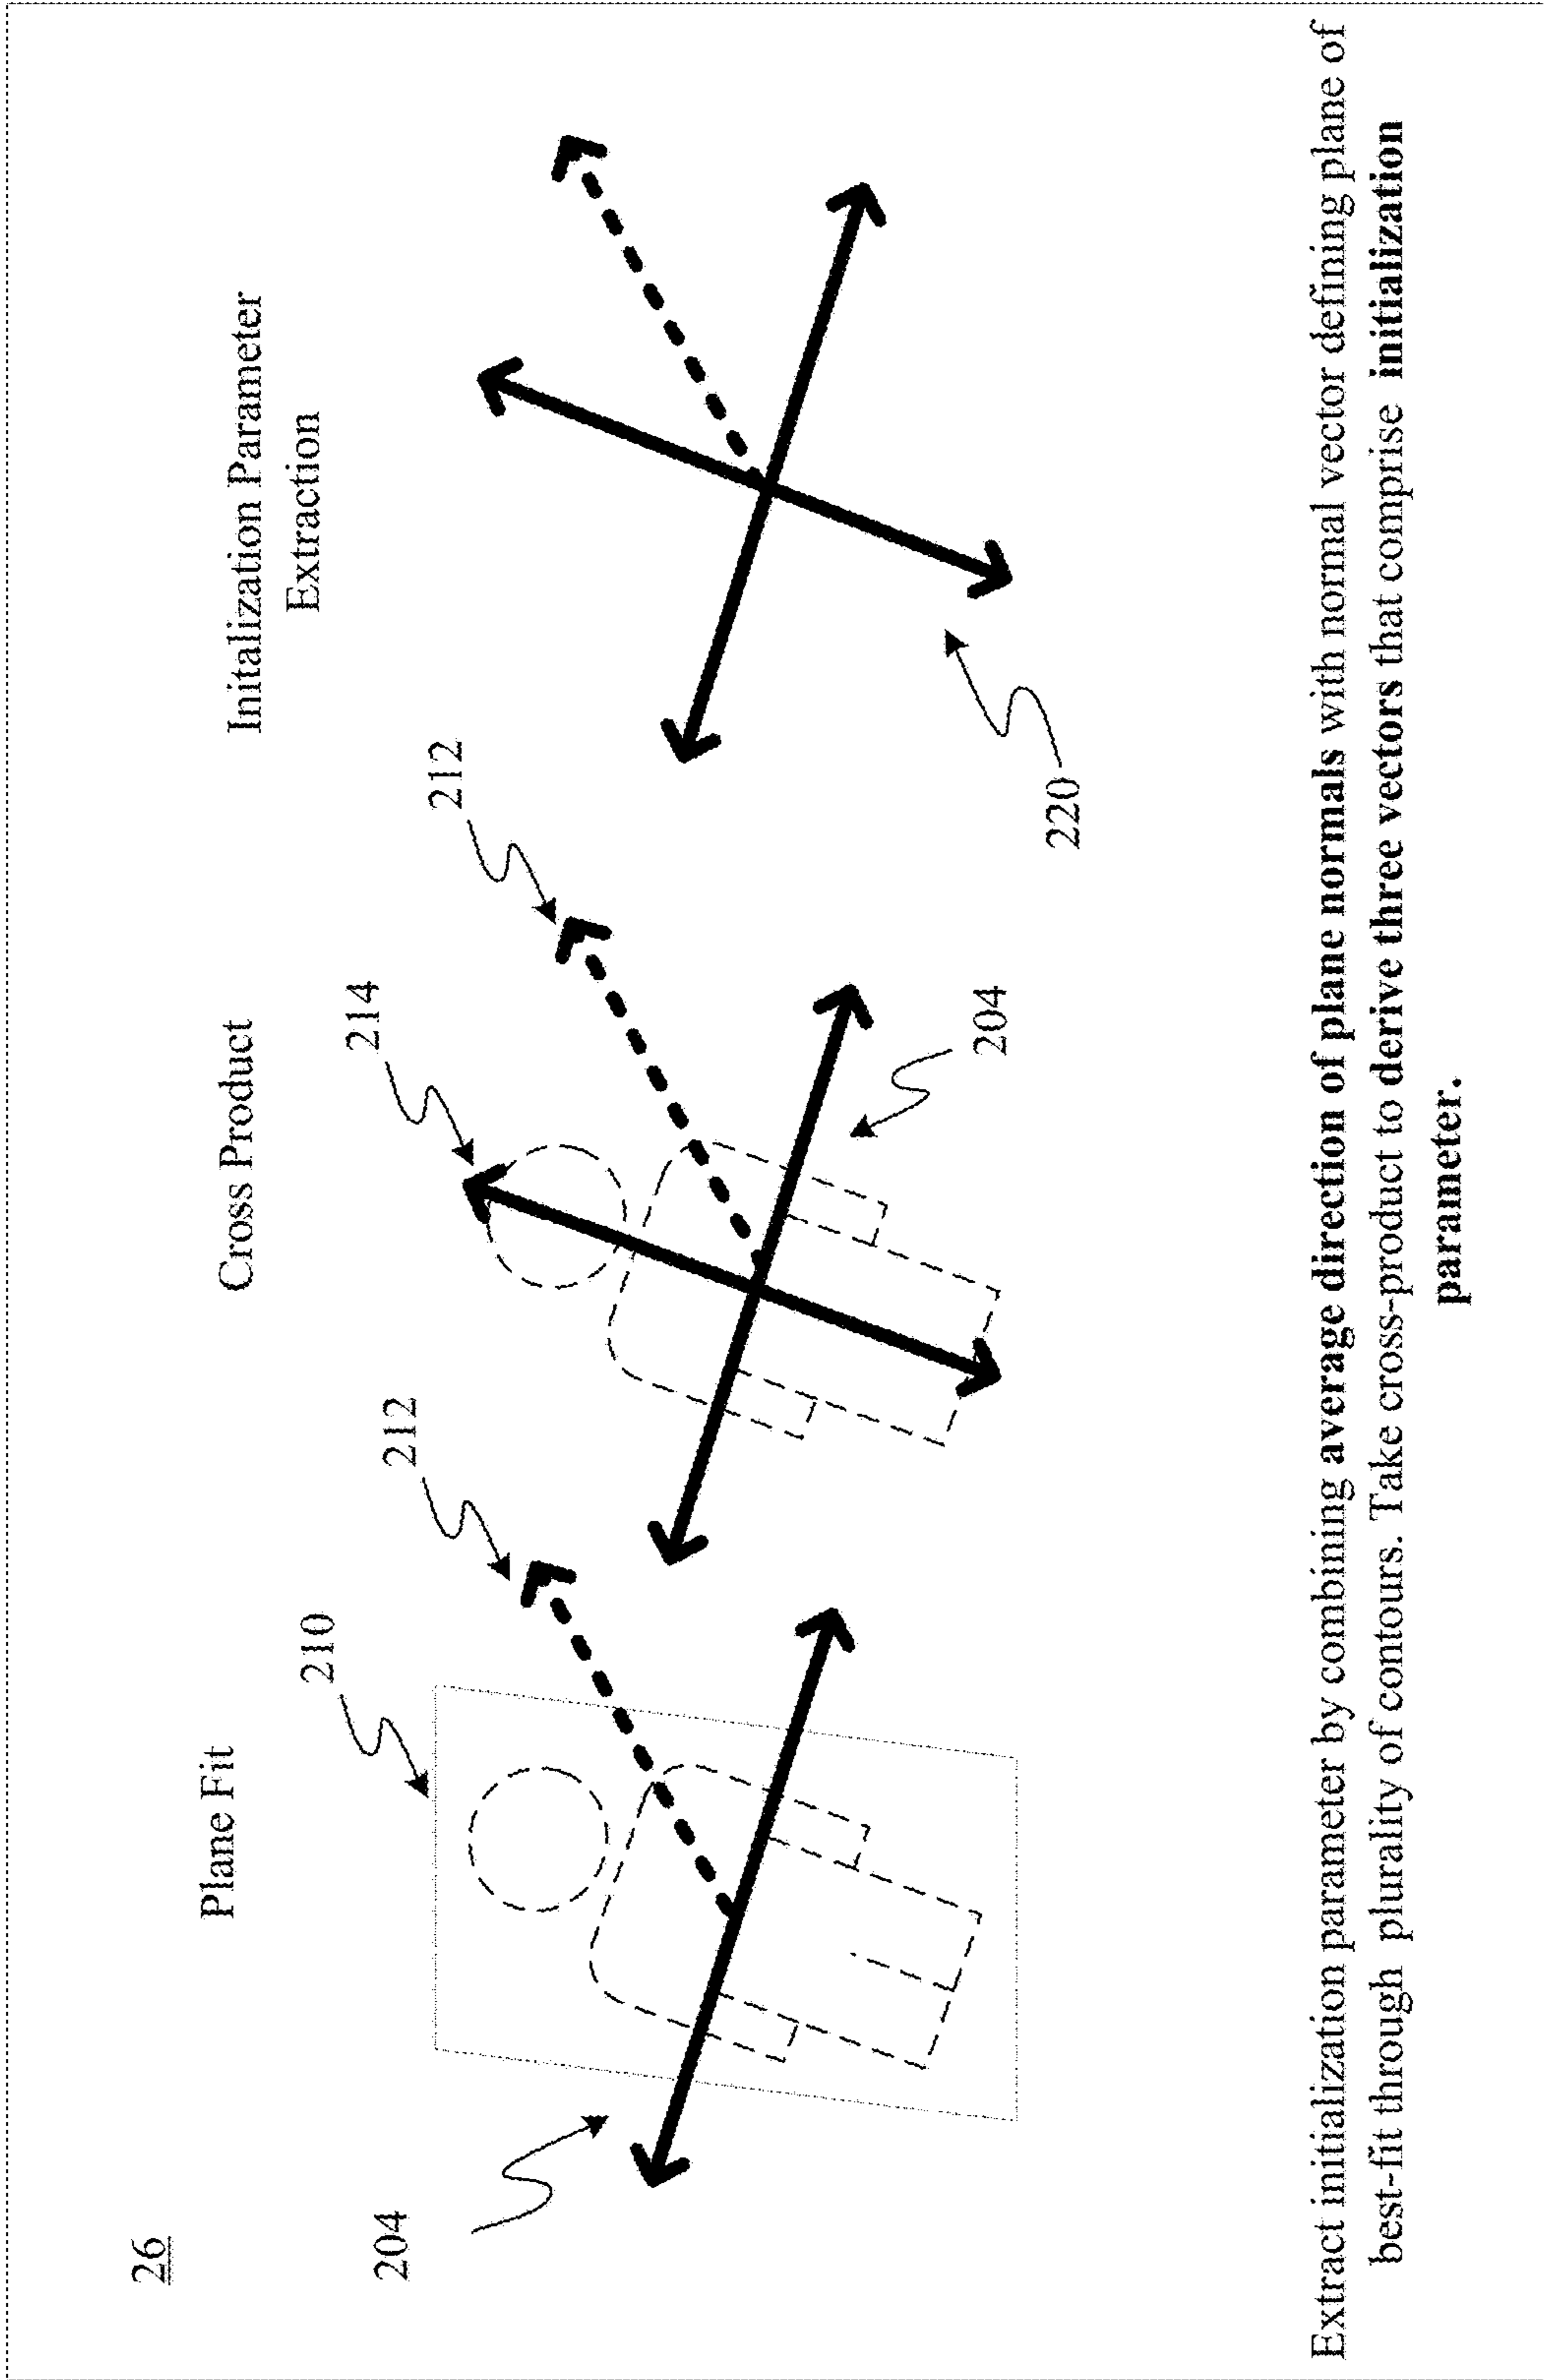 26
Plane Fit
Cross Product
Initalization Parameter
Extraction
204
210
212
214
212
204
220
Extract initialization parameter by combining average direction of plane normals with normal vector defining plane of
best-fit through plurality of contours. Take cross-product to derive three vectors that comprise initialization
parameter.